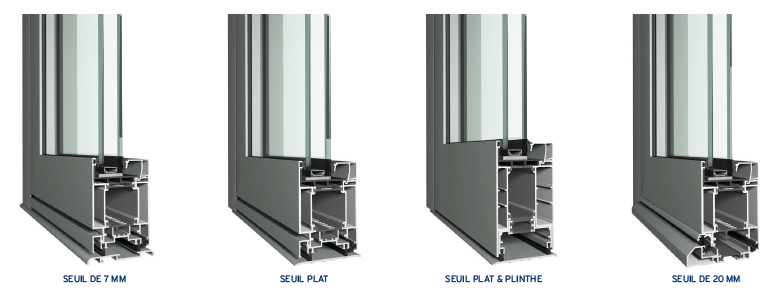 SEUIL DE 7 MM
SEUIL PLAT
SEUIL PLAT & PLINTHE
SEUIL DE 20 MM